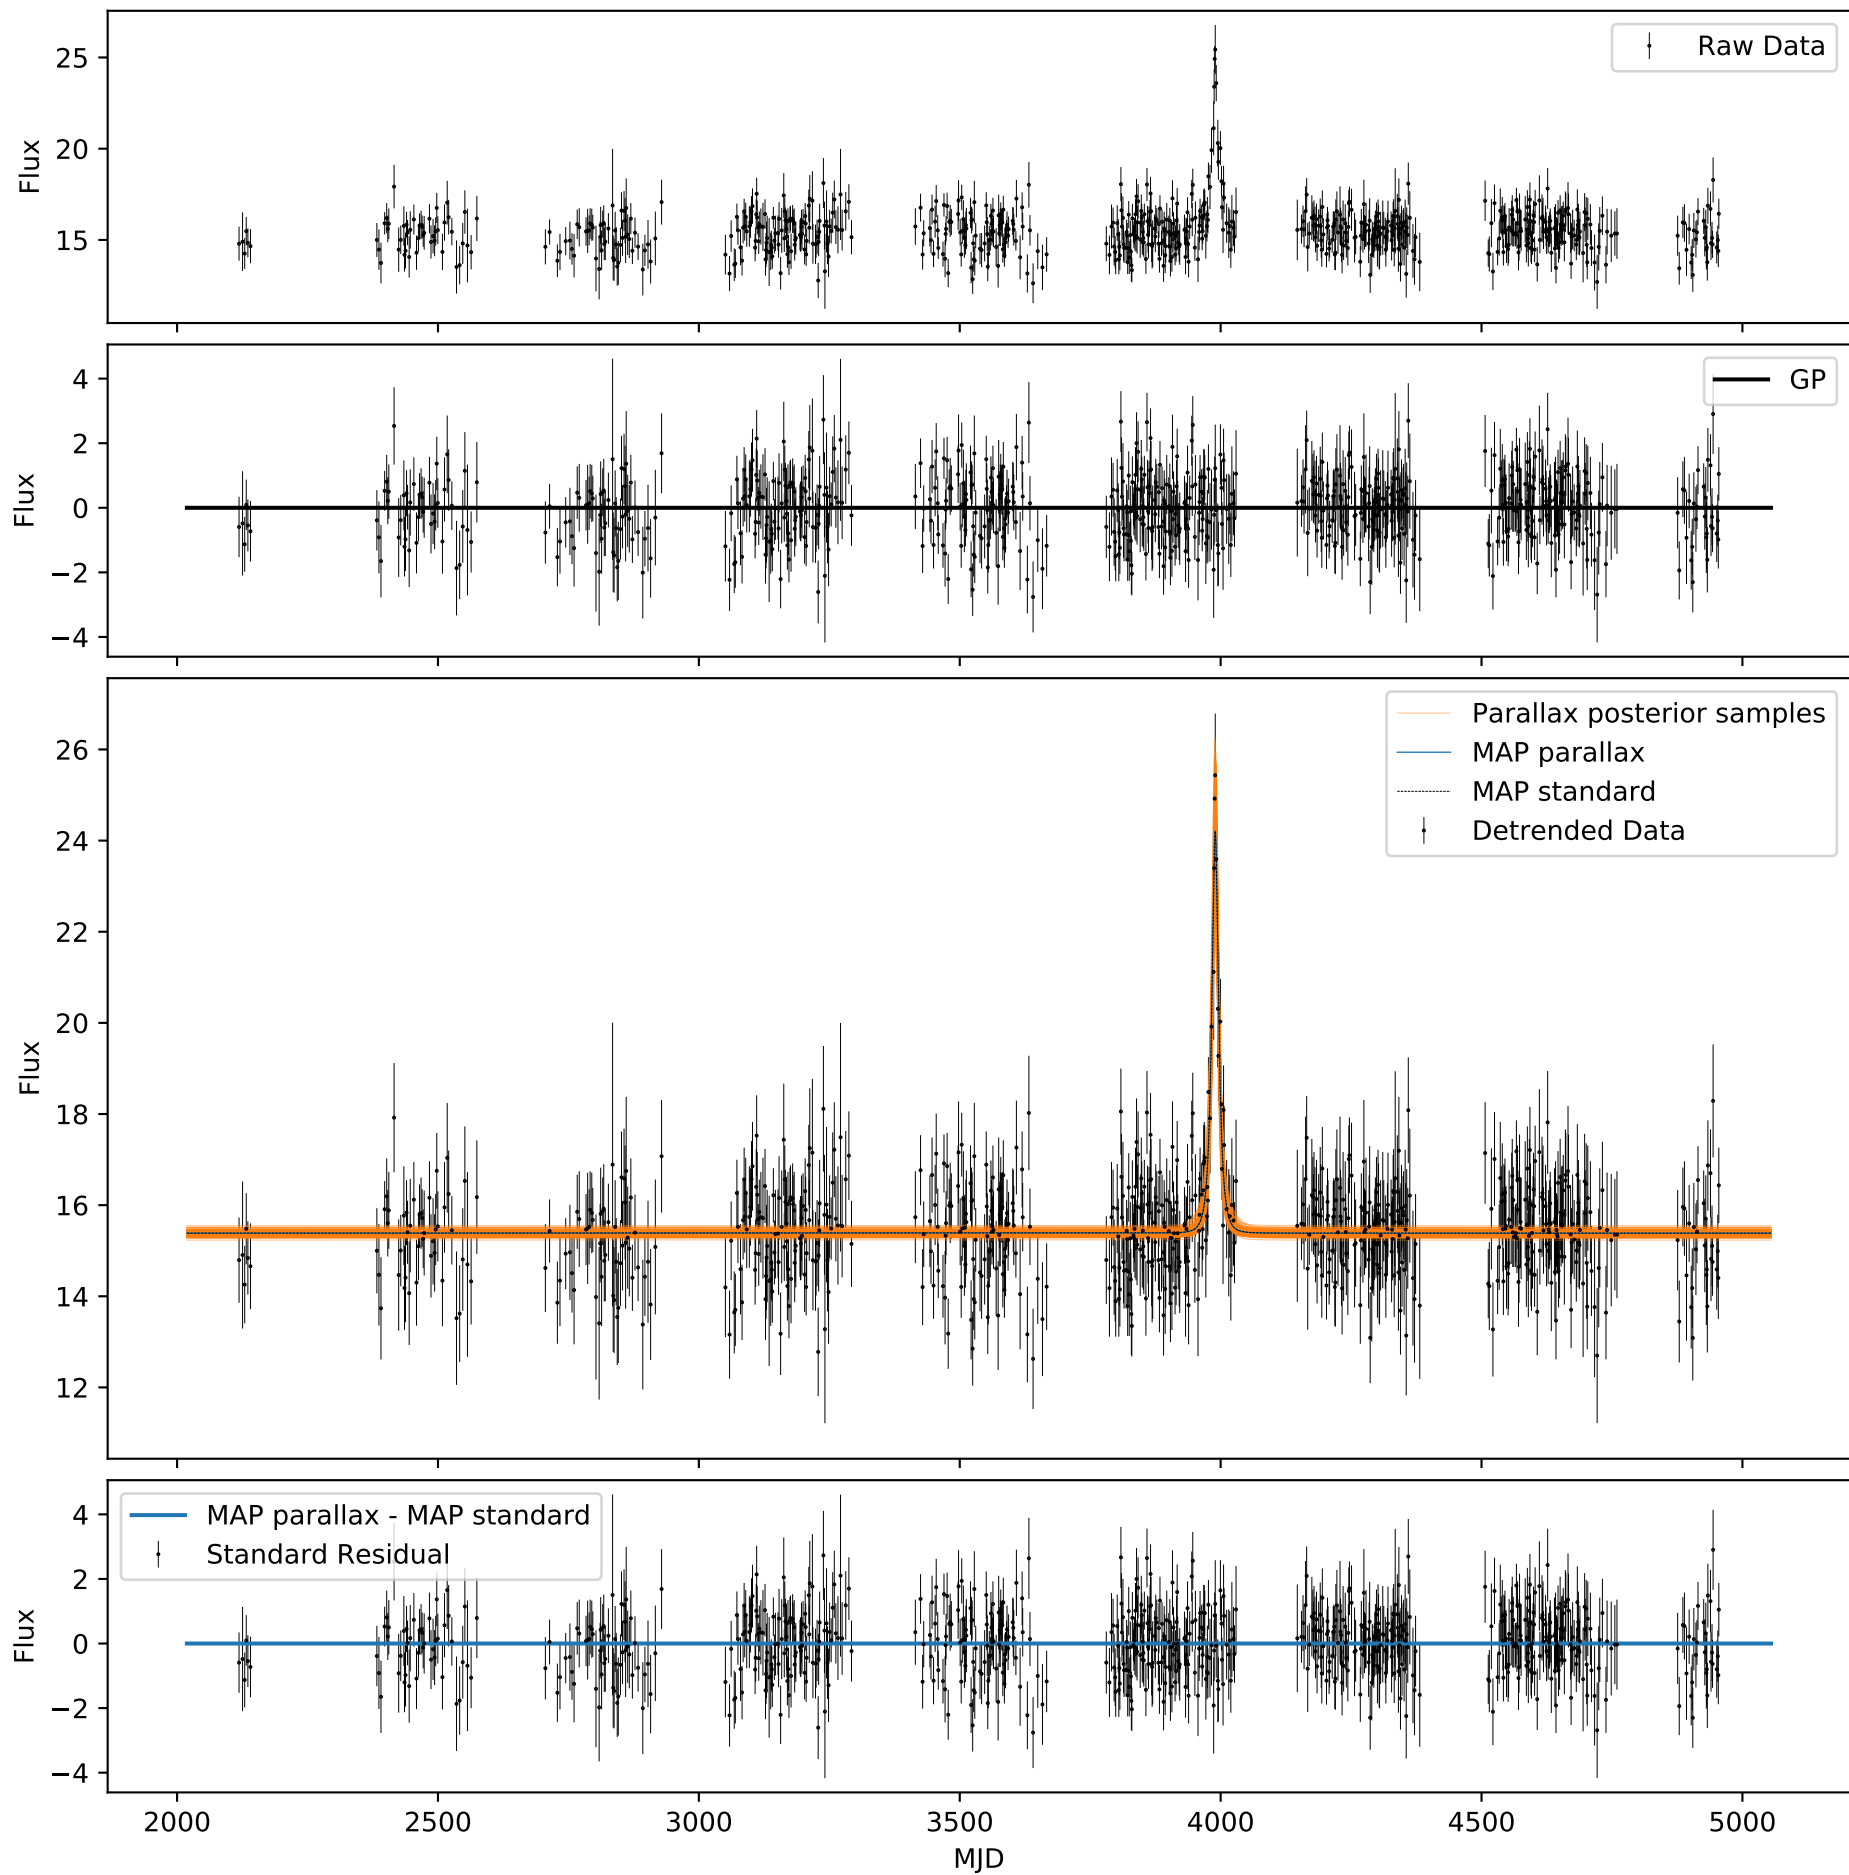 25
20
15
Flux
Raw Data
4
2
0
−2
−4
Flux
GP
26
24
22
20
18
16
14
12
Flux
Parallax posterior samples
MAP parallax
MAP standard
Detrended Data
4
2
0
−2
−4
Flux
MAP parallax - MAP standard
Standard Residual
2000 2500 3000 3500 4000 4500 5000
MJD